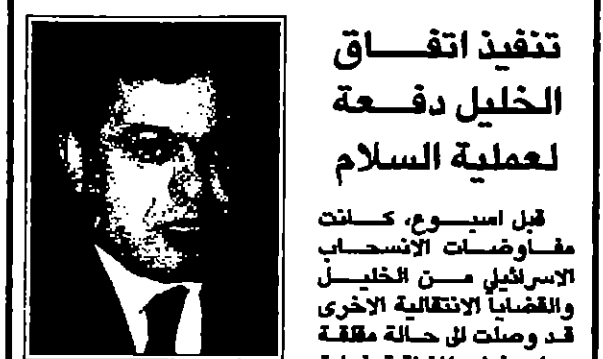 تنفيذ اتفاق
الخليل دفعة
لعملية السلام
قبل اسبوع، كانت
مفاوضات الانسحاب
الاسرائيلي من الخليل
والقضايا الانتقالية الاخرى
قد وصلت الى حالة مقلقة